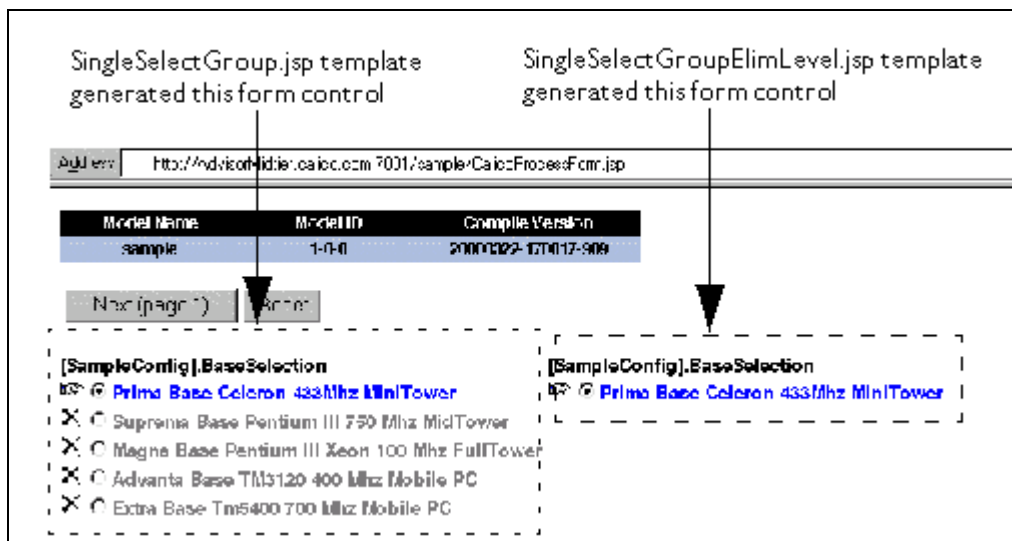 SingleSelectGroup.jsp template
generated this form control
SingleSelectGroupElimLevel.jsp template
generated this form control
Address
Model Name Model ID Compile Version
sample 1-0-0
Next (page 1)
[SampleConfig].BaseSelection
Prima Base Celeron 433Mhz MiniTower
Suprema Base Pentium III 750 Mhz MidTower
Magna Base Pentium III Xeon 100 Mhz FullTower
Advanta Base TM3120 400 Mhz Mobile PC
Extra Base Tm5400 700 Mhz Mobile PC
[SampleConfig].BaseSelection
Prima Base Celeron 433Mhz MiniTower